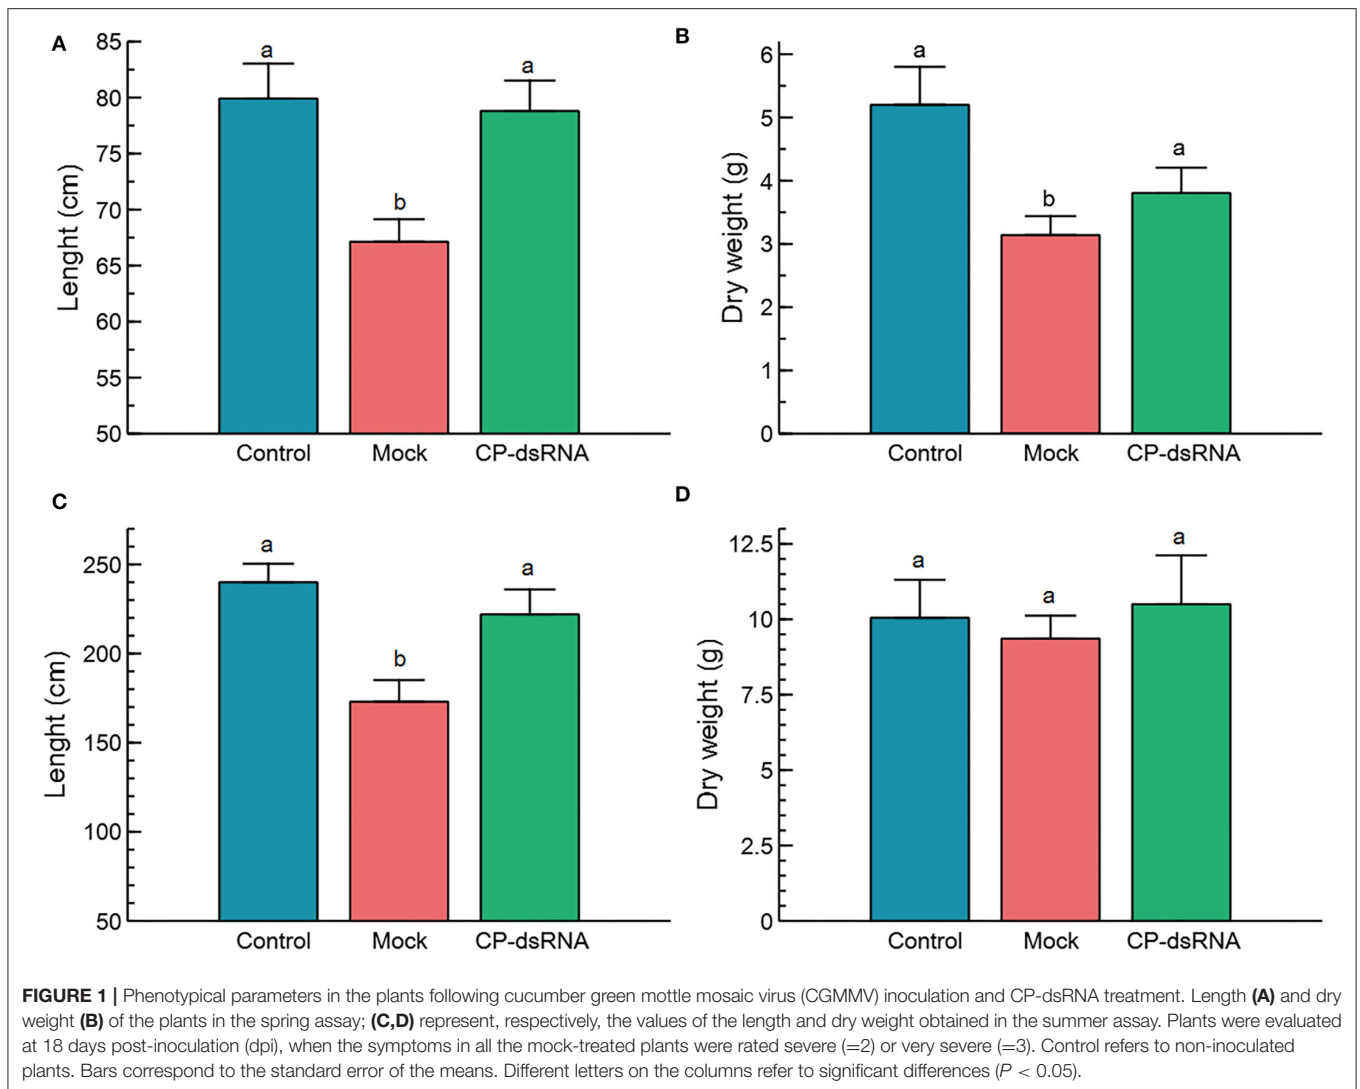 A
85
80
75
70
65
60
55
50
Lenght (cm)
a
b
a
Control Mock CP-dsRNA
B
6
5
4
3
2
1
0
Dry weight (g)
a
b
a
Control Mock CP-dsRNA
C
250
200
150
100
50
Lenght (cm)
a
b
a
Control Mock CP-dsRNA
D
12.5
10
7.5
5
2.5
0
Dry weight (g)
a
a
a
Control Mock CP-dsRNA
FIGURE 1 | Phenotypical parameters in the plants following cucumber green mottle mosaic virus (CGMMV) inoculation and CP-dsRNA treatment. Length (A) and dry
weight (B) of the plants in the spring assay; (C,D) represent, respectively, the values of the length and dry weight obtained in the summer assay. Plants were evaluated
at 18 days post-inoculation (dpi), when the symptoms in all the mock-treated plants were rated severe (=2) or very severe (=3). Control refers to non-inoculated
plants. Bars correspond to the standard error of the means. Different letters on the columns refer to significant differences (P < 0.05).